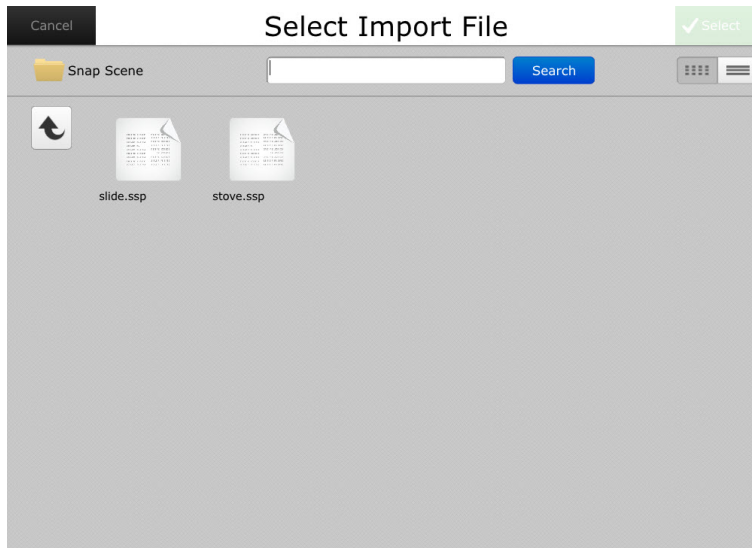 Cancel
Select Import File
Select
Snap Scene
Search
slide.ssp
stove.ssp